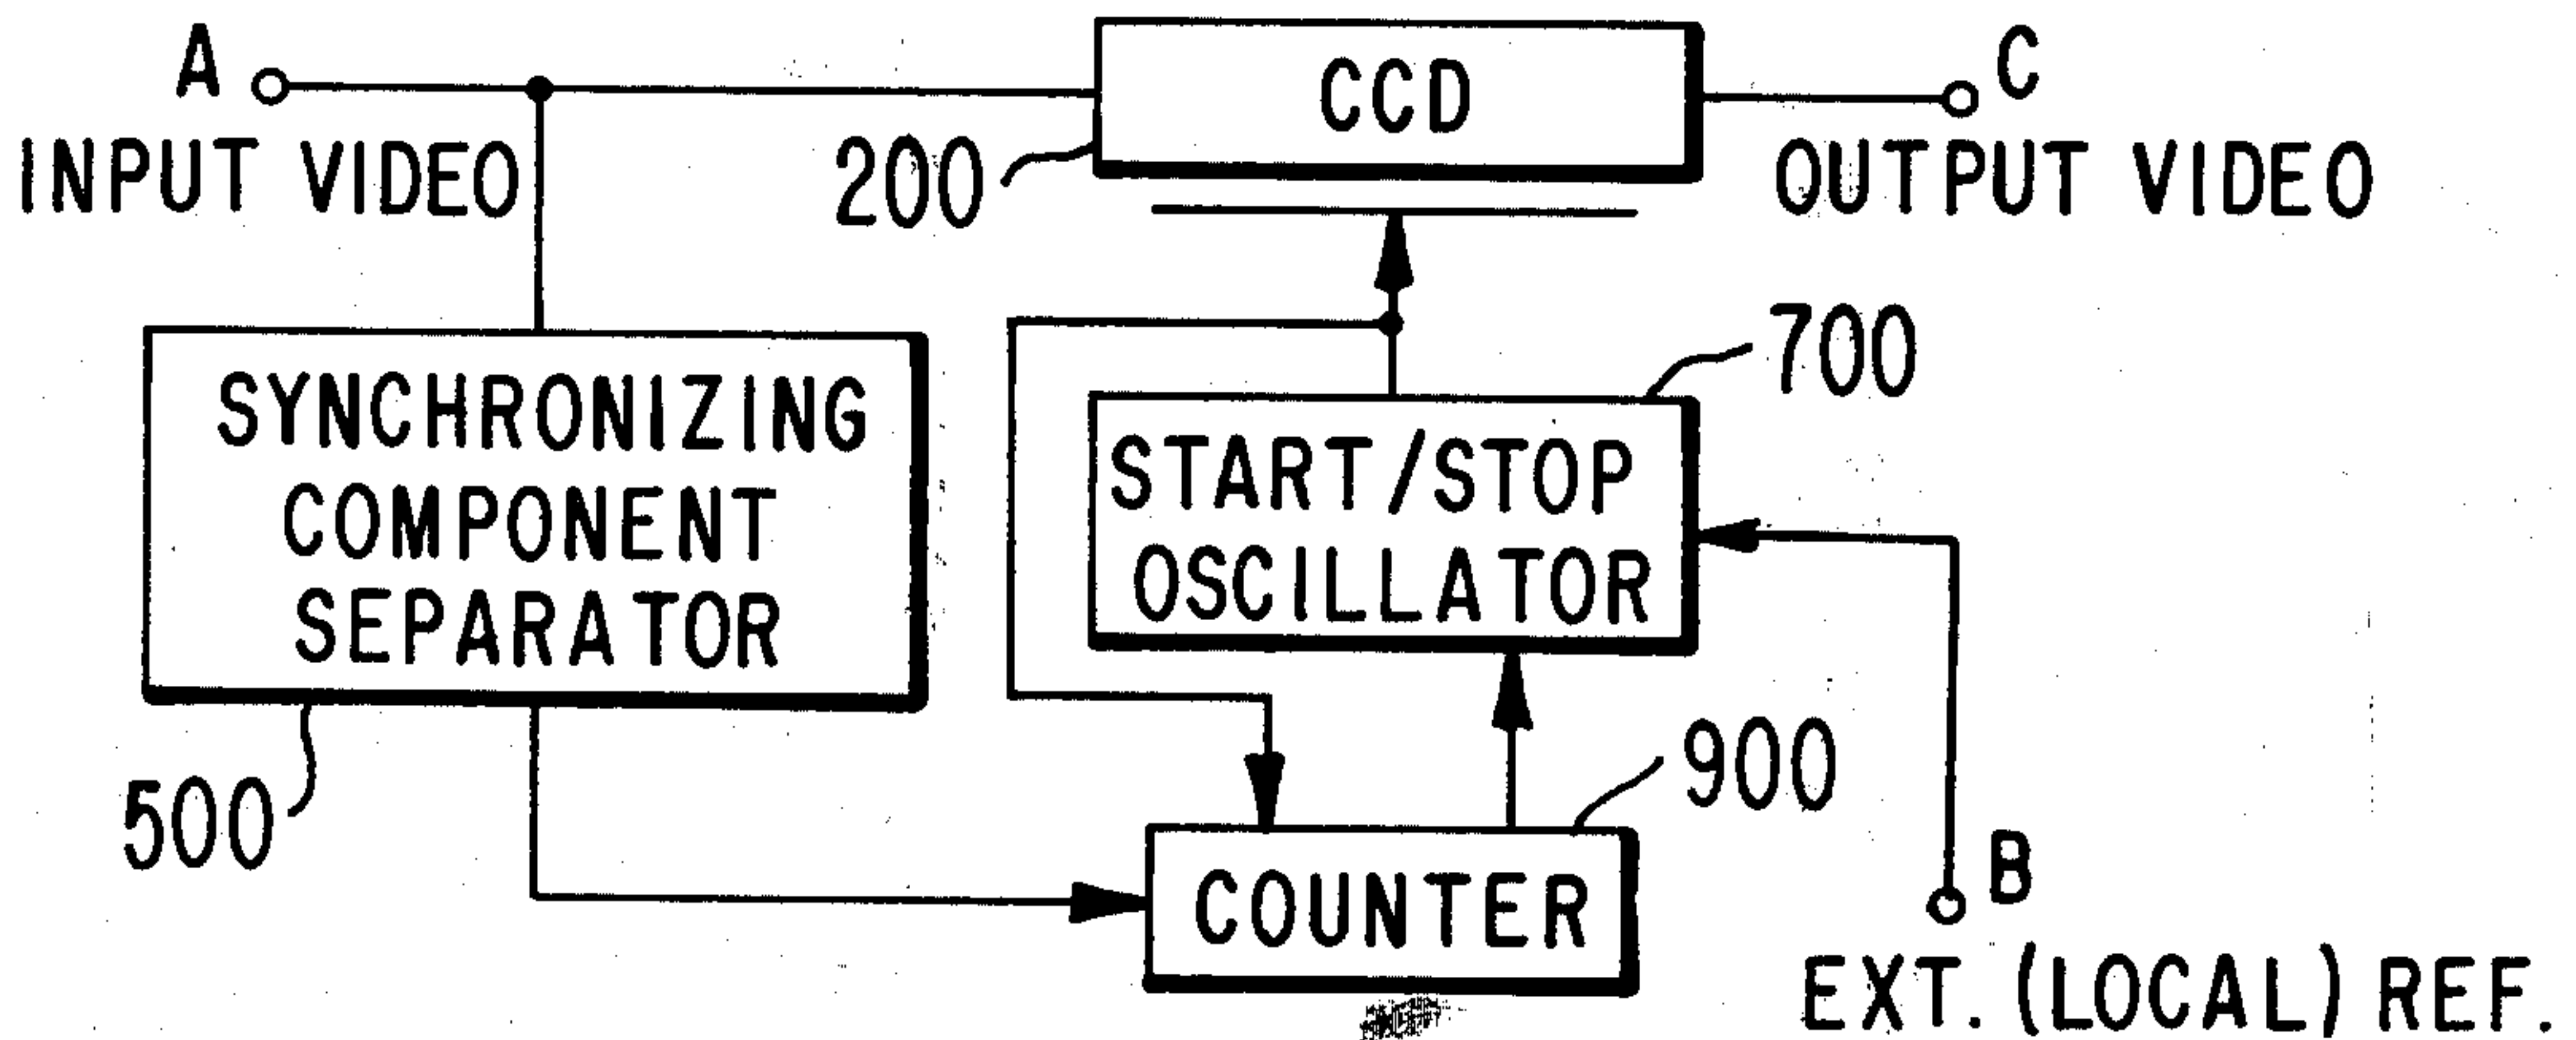 A
INPUT VIDEO
200
CCD
C
OUTPUT VIDEO
SYNCHRONIZING
COMPONENT
SEPARATOR
500
START/STOP
OSCILLATOR
700
COUNTER
900
B
EXT. (LOCAL) REF.